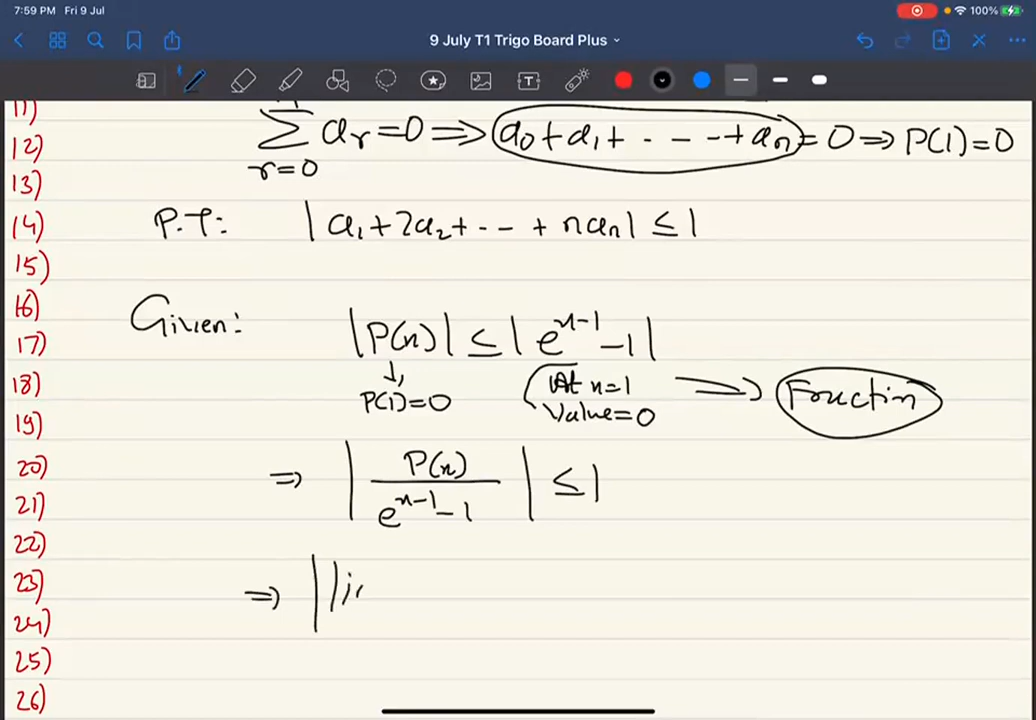 7:59 PM Fri 9 Jul
100%
9 July T1 Trigo Board Plus
11)
12)
13)
14)
15)
16)
17)
18)
19)
20)
21)
22)
23)
24)
25)
26)
∑ r=0 ar=0 ⇒ a0+a1+ . - - -+an = 0 ⇒ P(1)=0
P.T: |a1+2a2+ .. -- + nan| ≤ 1
Given: |P(x)| ≤ |e^(x-1) -1|
↓ P(1)=0
At x=1 ⇒ Fraction
Value=0
⇒ | P(x) / e^(x-1) -1 | ≤ 1
⇒ | li